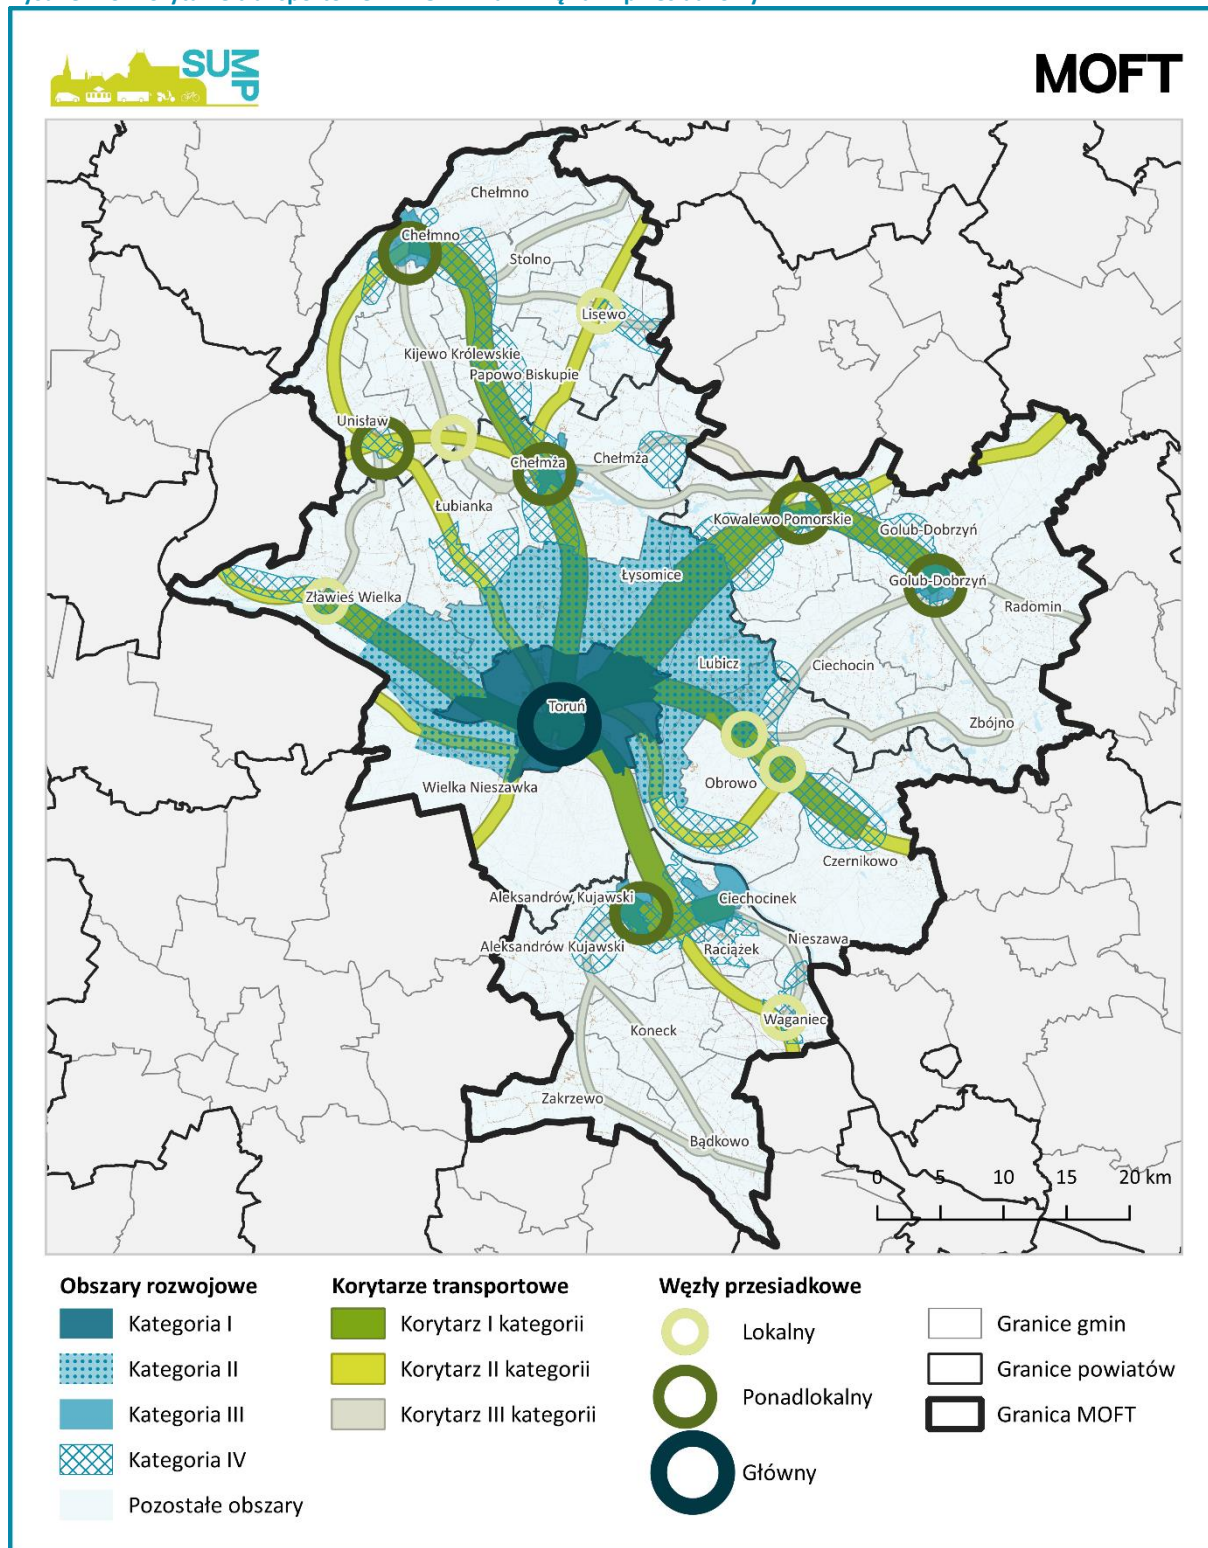 SU
MP
MOFT
Chełmno
Chełmno
Stolno
Lisewo
Kijewo Królewskie
Papowo Biskupie
Unisław
Chełmża
Chełmża
Łubianka
Kowalewo Pomorskie
Golub-Dobrzyń
Łysomice
Golub-Dobrzyń
Zławieś Wielka
Radomin
Lubicz
Ciechocin
Toruń
Zbójno
Wielka Nieszawka
Obrowo
Czernikowo
Aleksandrów Kujawski
Ciechocinek
Aleksandrów Kujawski
Raciążek
Nieszawa
Waganiec
Koneck
Zakrzewo
Bądkowo
0 5 10 15 20 km
Obszary rozwojowe
Kategoria I
Kategoria II
Kategoria III
Kategoria IV
Pozostałe obszary
Korytarze transportowe
Korytarz I kategorii
Korytarz II kategorii
Korytarz III kategorii
Węzły przesiadkowe
Lokalny
Ponadlokalny
Główny
Granice gmin
Granice powiatów
Granica MOFT